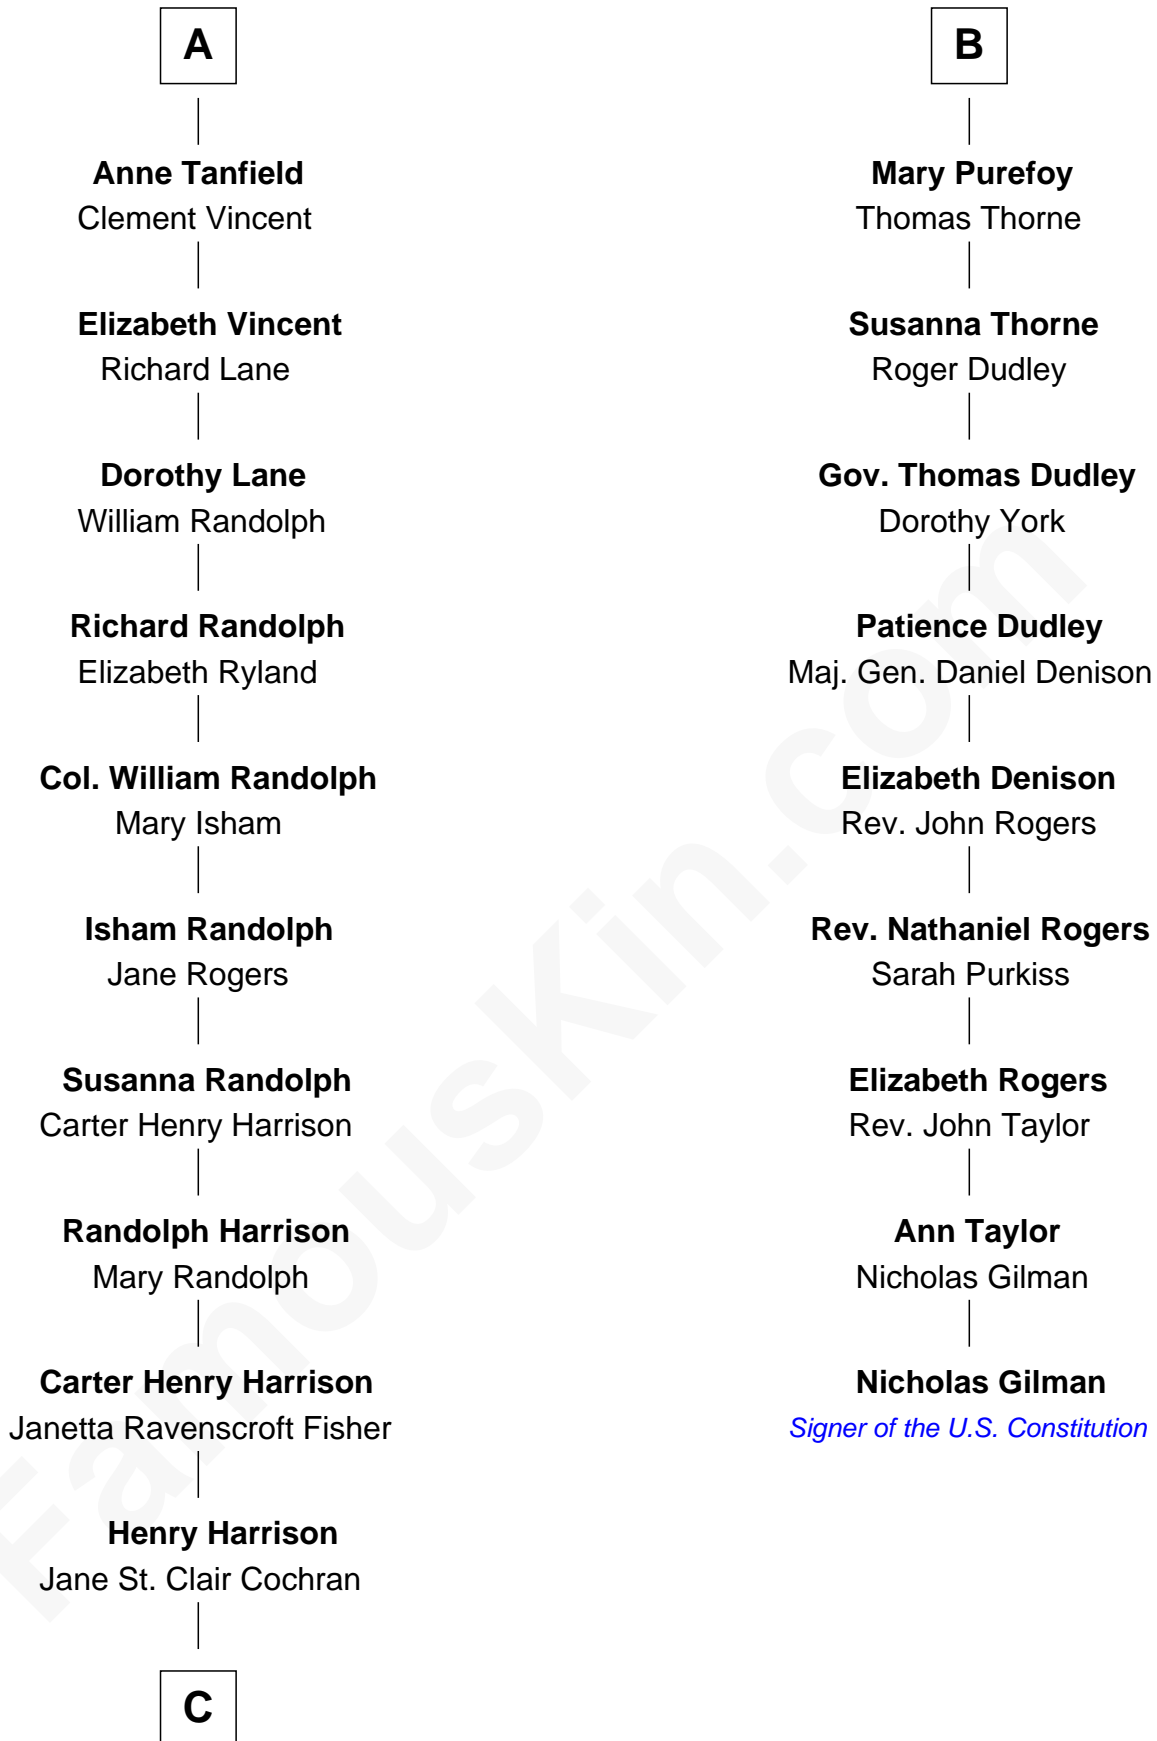 A
Anne Tanfield
Clement Vincent
Elizabeth Vincent
Richard Lane
Dorothy Lane
William Randolph
Richard Randolph
Elizabeth Ryland
Col. William Randolph
Mary Isham
Isham Randolph
Jane Rogers
Susanna Randolph
Carter Henry Harrison
Randolph Harrison
Mary Randolph
Carter Henry Harrison
Janetta Ravenscroft Fisher
Henry Harrison
Jane St. Clair Cochran
C
B
Mary Purefoy
Thomas Thorne
Susanna Thorne
Roger Dudley
Gov. Thomas Dudley
Dorothy York
Patience Dudley
Maj. Gen. Daniel Denison
Elizabeth Denison
Rev. John Rogers
Rev. Nathaniel Rogers
Sarah Purkiss
Elizabeth Rogers
Rev. John Taylor
Ann Taylor
Nicholas Gilman
Nicholas Gilman
Signer of the U.S. Constitution
FamousKin.com